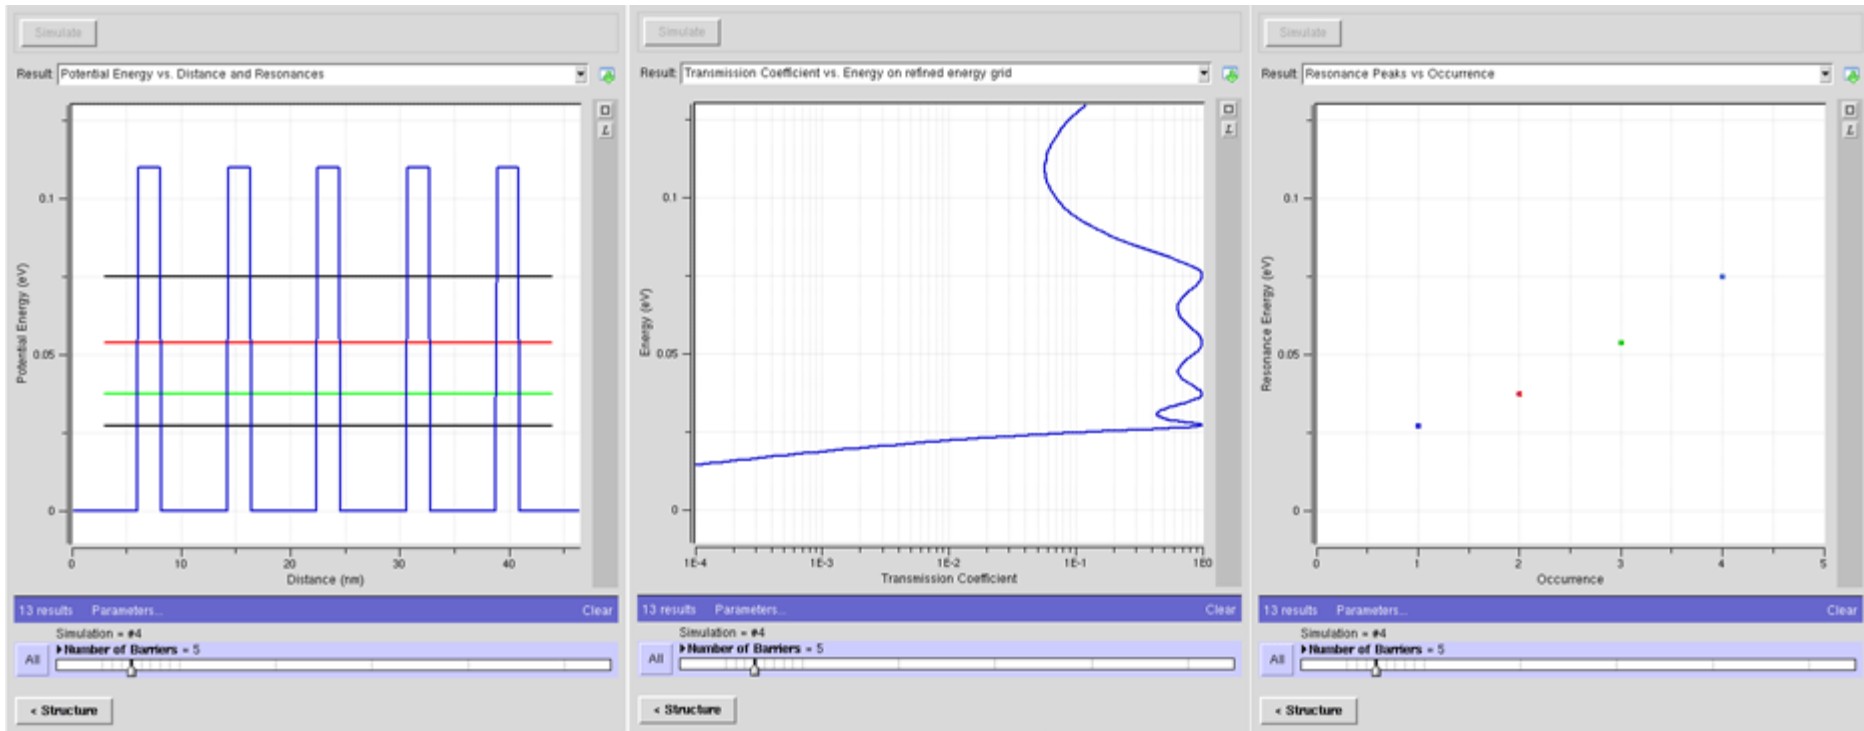 Simulate
Result: Potential Energy vs. Distance and Resonances
L
0.1
0.05
0
Potential Energy (eV)
0 10 20 30 40
Distance (nm)
13 results Parameters... Clear
Simulation = #4
All
Number of Barriers = 5
< Structure
Simulate
Result: Transmission Coefficient vs. Energy on refined energy grid
L
0.1
0.05
0
Energy (eV)
1E-4 1E-3 1E-2 1E-1 1E0
Transmission Coefficient
13 results Parameters... Clear
Simulation = #4
All
Number of Barriers = 5
< Structure
Simulate
Result: Resonance Peaks vs Occurrence
L
0.1
0.05
0
Resonance Energy (eV)
0 1 2 3 4 5
Occurrence
13 results Parameters... Clear
Simulation = #4
All
Number of Barriers = 5
< Structure